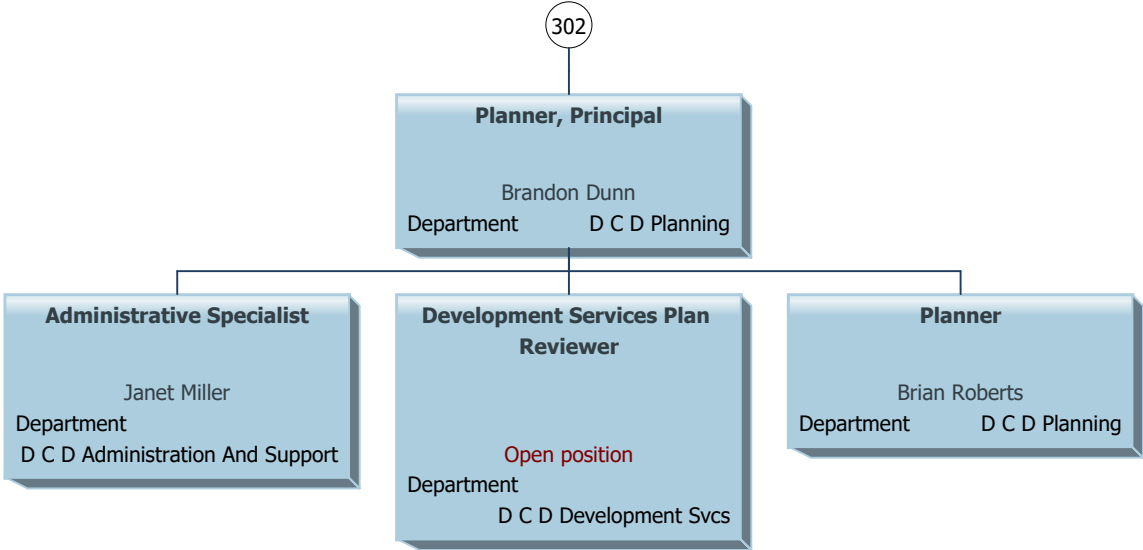 302
Planner, Principal
Brandon Dunn
Department D C D Planning
Administrative Specialist
Janet Miller
Department
D C D Administration And Support
Development Services Plan
Reviewer
Open position
Department
D C D Development Svcs
Planner
Brian Roberts
Department D C D Planning